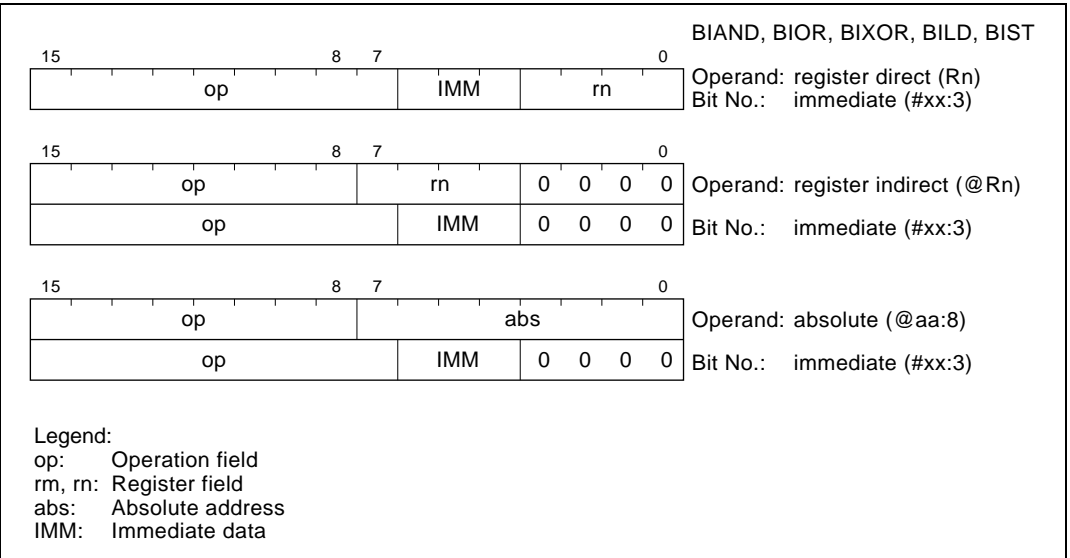 BIAND, BIOR, BIXOR, BILD, BIST
15 8 7 0
op IMM rn Operand: register direct (Rn)
Bit No.: immediate (#xx:3)
15 8 7 0
op rn 0 0 0 0 Operand: register indirect (@Rn)
op IMM 0 0 0 0 Bit No.: immediate (#xx:3)
15 8 7 0
op abs Operand: absolute (@aa:8)
op IMM 0 0 0 0 Bit No.: immediate (#xx:3)
Legend:
op: Operation field
rm, rn: Register field
abs: Absolute address
IMM: Immediate data